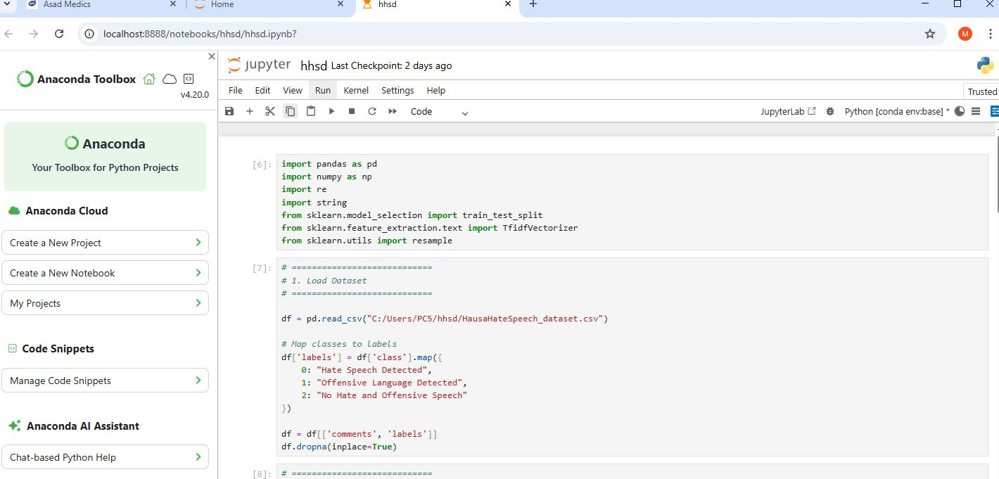 Asad Medics
Home
hhsd
localhost:8888/notebooks/hhsd/hhsd.ipynb?
M
Anaconda Toolbox
v4.20.0
Anaconda
Your Toolbox for Python Projects
Anaconda Cloud
Create a New Project
Create a New Notebook
My Projects
Code Snippets
Manage Code Snippets
Anaconda AI Assistant
Chat-based Python Help
jupyter hhsd Last Checkpoint: 2 days ago
File Edit View Run Kernel Settings Help
Trusted
Code
JupyterLab
Python [conda env:base] *
[6]:
import pandas as pd
import numpy as np
import re
import string
from sklearn.model_selection import train_test_split
from sklearn.feature_extraction.text import TfidfVectorizer
from sklearn.utils import resample
[7]:
# ============================
# 1. Load Dataset
# ============================
df = pd.read_csv("C:/Users/PC5/hhsd/HausaHateSpeech_dataset.csv")
# Map classes to labels
df['labels'] = df['class'].map({
    0: "Hate Speech Detected",
    1: "Offensive Language Detected",
    2: "No Hate and Offensive Speech"
})
df = df[['comments', 'labels']]
df.dropna(inplace=True)
[8]:
# ============================